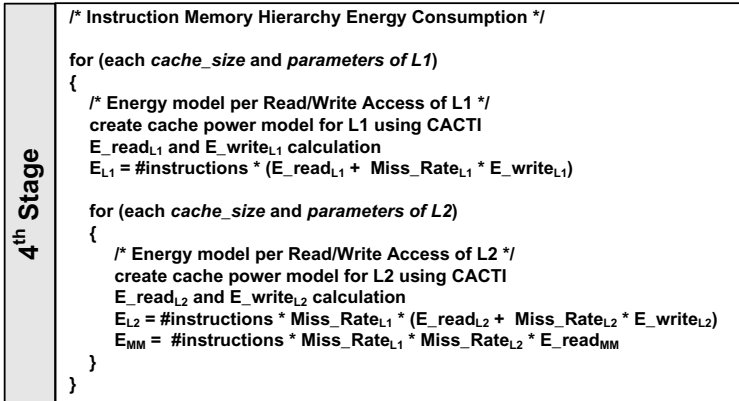 4th Stage
/* Instruction Memory Hierarchy Energy Consumption */
for (each cache_size and parameters of L1)
{
/* Energy model per Read/Write Access of L1 */
create cache power model for L1 using CACTI
E_readL1 and E_writeL1 calculation
EL1 = #instructions * (E_readL1 + Miss_RateL1 * E_writeL1)
for (each cache_size and parameters of L2)
{
/* Energy model per Read/Write Access of L2 */
create cache power model for L2 using CACTI
E_readL2 and E_writeL2 calculation
EL2 = #instructions * Miss_RateL1 * (E_readL2 + Miss_RateL2 * E_writeL2)
EMM = #instructions * Miss_RateL1 * Miss_RateL2 * E_readMM
}
}